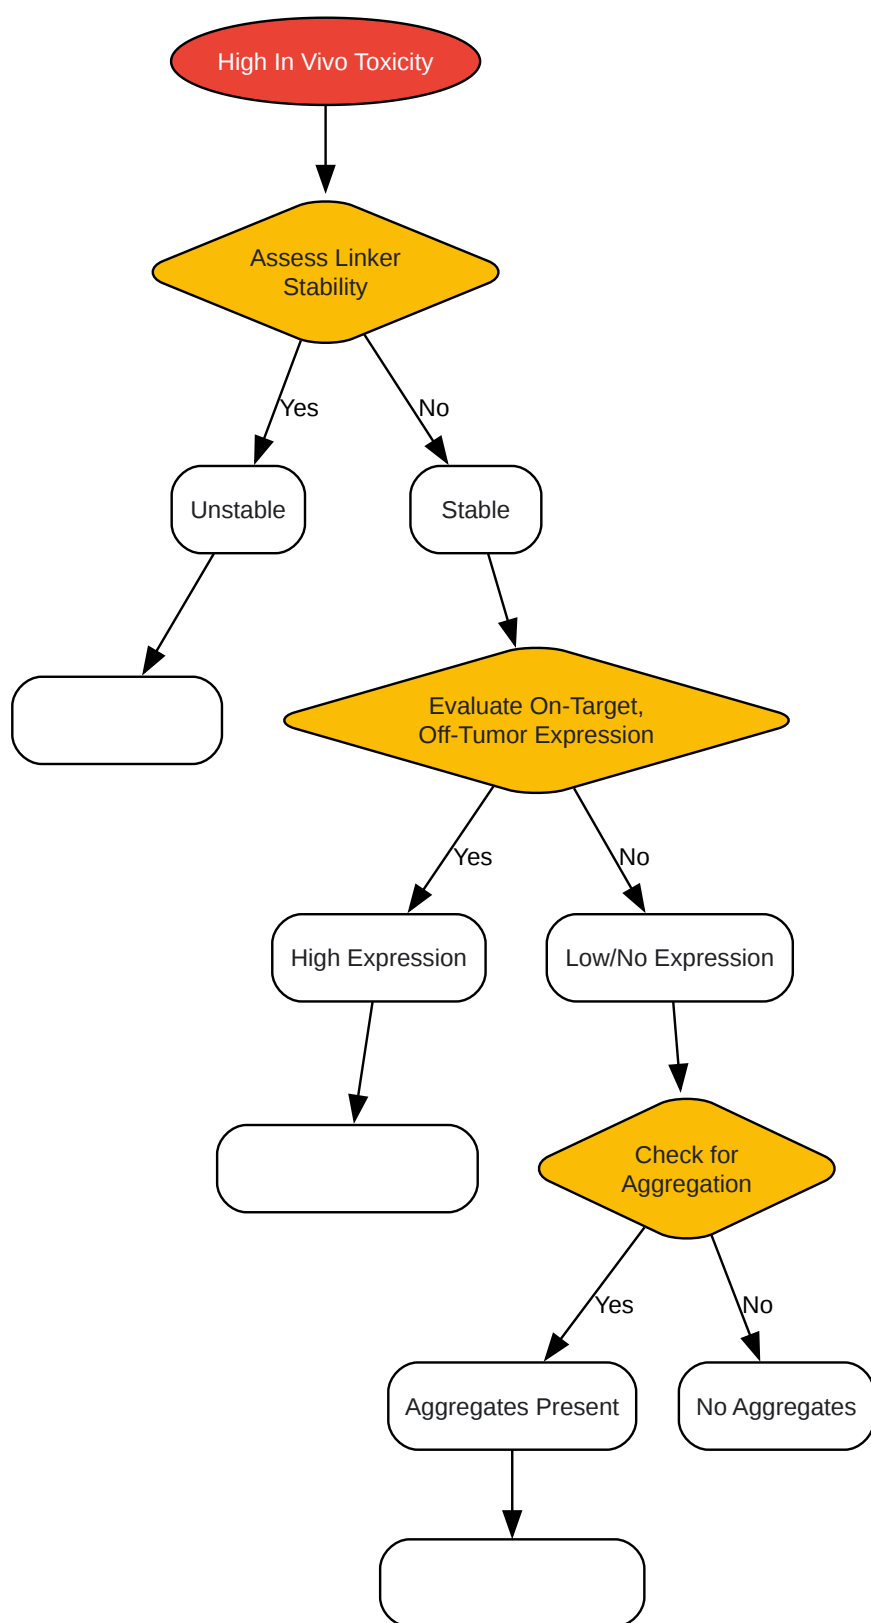 High In Vivo Toxicity
Assess Linker
Stability
Yes
No
Unstable
Stable
Evaluate On-Target,
Off-Tumor Expression
Yes
No
High Expression
Low/No Expression
Check for
Aggregation
Yes
No
Aggregates Present
No Aggregates